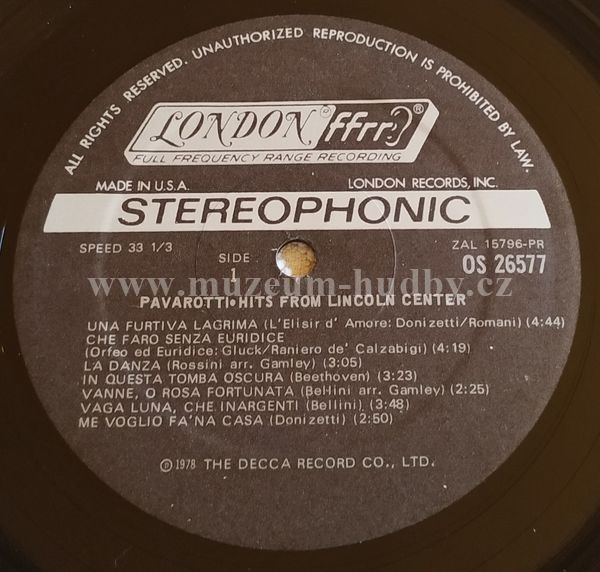 ALL RIGHTS RESERVED. UNAUTHORIZED REPRODUCTION IS PROHIBITED BY LAW.
LONDON ffrr ®
FULL FREQUENCY RANGE RECORDING
MADE IN U.S.A. LONDON RECORDS, INC.
STEREOPHONIC
SPEED 33 1/3 SIDE 1 ZAL 15796-PR
OS 26577
www.muzeum-hudby.cz
"PAVAROTTI•HITS FROM LINCOLN CENTER"
UNA FURTIVA LAGRIMA (L'Elisir d' Amore: Donizetti/Romani) (4:44)
CHE FARO SENZA EURIDICE
(Orfeo ed Euridice: Gluck/Raniero de' Calzabigi) (4:19)
LA DANZA (Rossini arr. Gamley) (3:05)
IN QUESTA TOMBA OSCURA (Beethoven) (3:23)
VANNE, O ROSA FORTUNATA (Bellini arr. Gamley) (2:25)
VAGA LUNA, CHE INARGENTI (Bellini) (3:48)
ME VOGLIO FA'NA CASA (Donizetti) (2:50)
℗ 1978 THE DECCA RECORD CO., LTD.